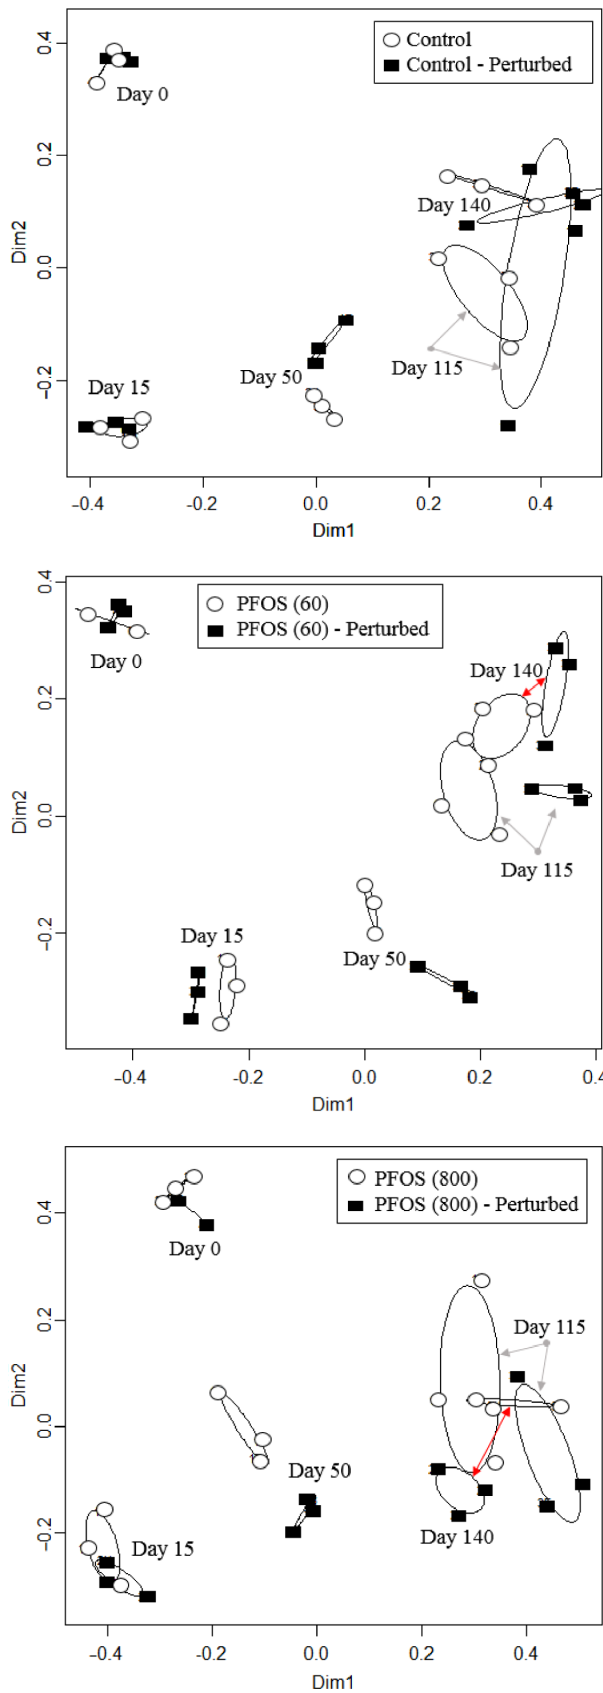 0.4
0.2
0.0
−0.2
Dim2
Control
Control - Perturbed
Day 0
Day 140
Day 115
Day 50
Day 15
−0.4
−0.2
0.0
0.2
0.4
Dim1
0.4
0.2
0.0
−0.2
Dim2
PFOS (60)
PFOS (60) - Perturbed
Day 0
Day 140
Day 115
Day 15
Day 50
−0.4
−0.2
0.0
0.2
0.4
Dim1
0.4
0.2
0.0
−0.2
Dim2
PFOS (800)
PFOS (800) - Perturbed
Day 0
Day 115
Day 50
Day 140
Day 15
−0.4
−0.2
0.0
0.2
0.4
Dim1